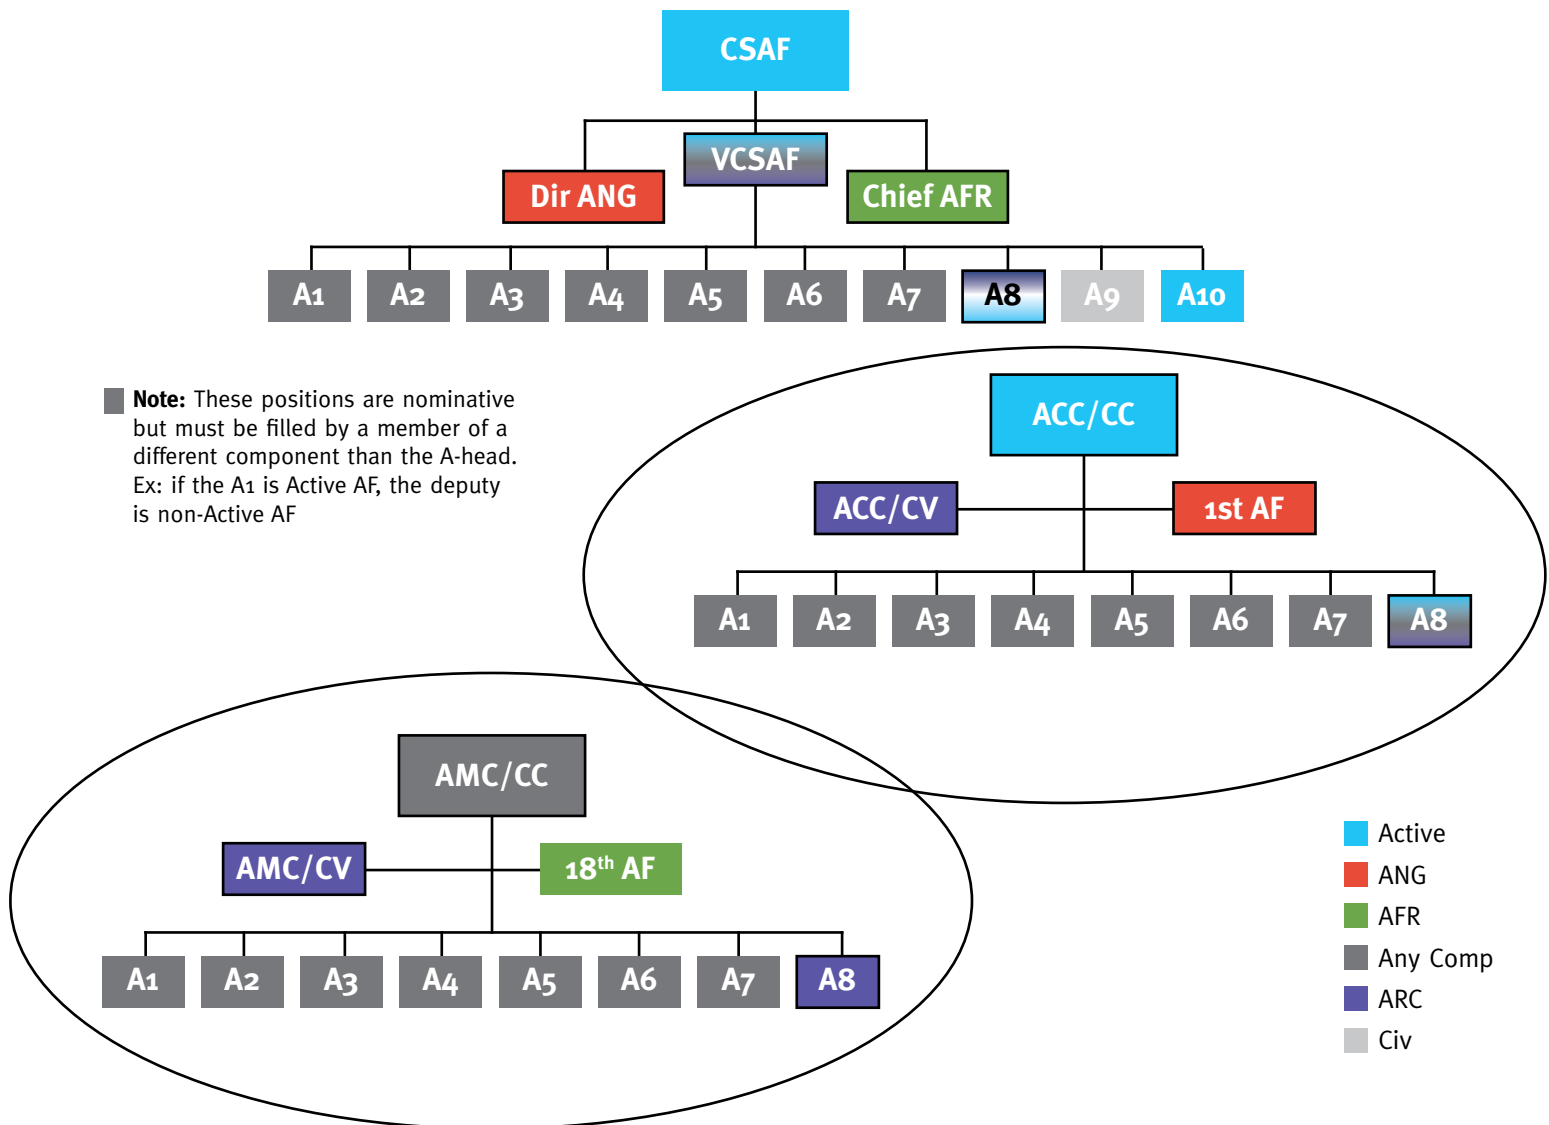 CSAF
VCSAF
Dir ANG
Chief AFR
A1 A2 A3 A4 A5 A6 A7 A8 A9 A10
Note: These positions are nominative
but must be filled by a member of a
different component than the A-head.
Ex: if the A1 is Active AF, the deputy
is non-Active AF
ACC/CC
ACC/CV 1st AF
A1 A2 A3 A4 A5 A6 A7 A8
AMC/CC
AMC/CV 18th AF
A1 A2 A3 A4 A5 A6 A7 A8
Active
ANG
AFR
Any Comp
ARC
Civ